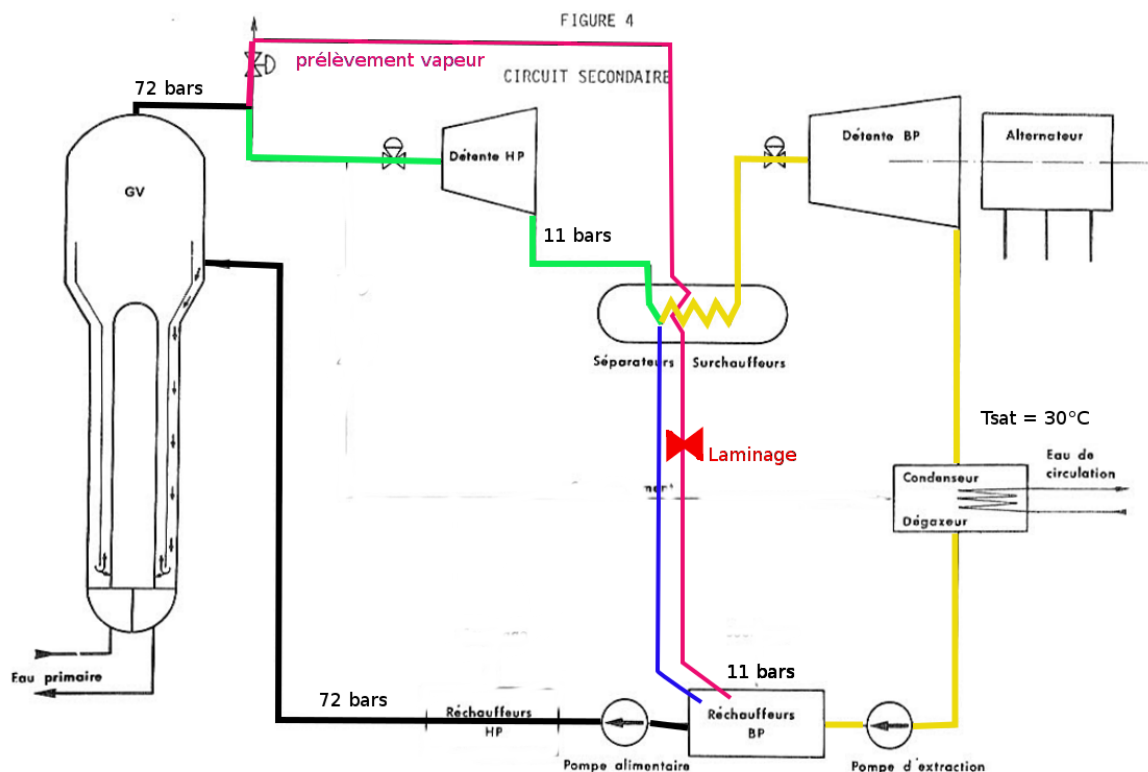 FIGURE 4
prélèvement vapeur
CIRCUIT SECONDAIRE
72 bars
Détente HP
Détente BP
Alternateur
GV
11 bars
Séparateurs Surchauffeurs
Tsat = 30°C
Laminage
Eau de
circulation
Condenseur
Dégazeur
Eau primaire
11 bars
72 bars
Réchauffeurs
HP
Réchauffeurs
BP
Pompe alimentaire
Pompe d'extraction